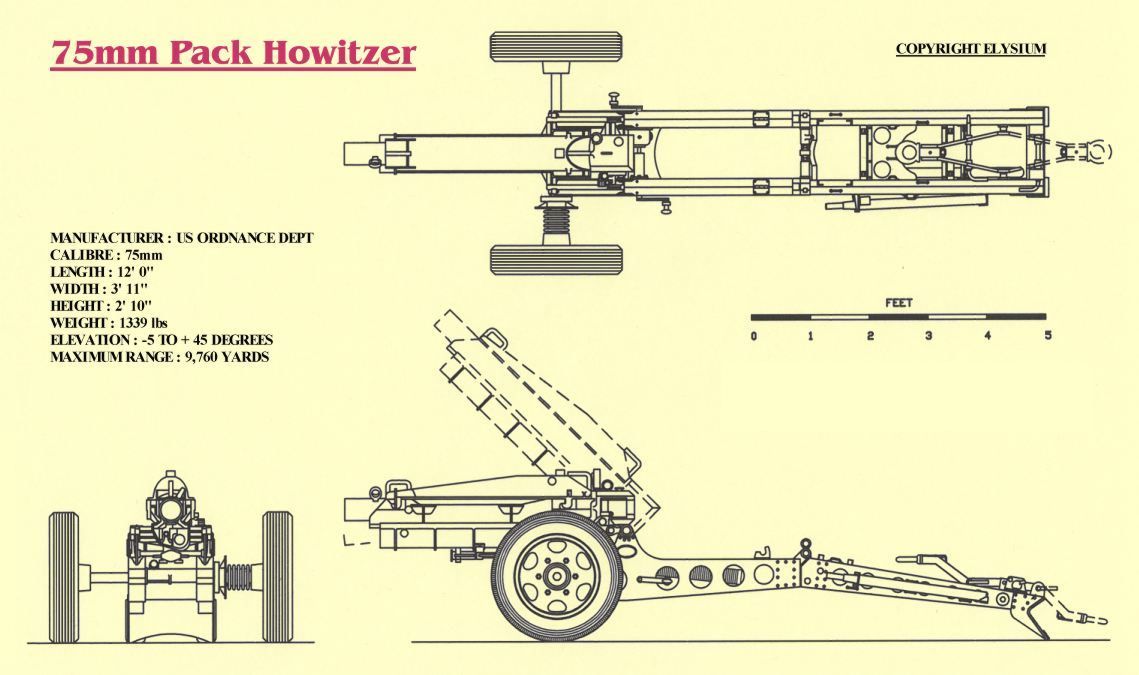 75mm Pack Howitzer
COPYRIGHT ELYSIUM
MANUFACTURER : US ORDNANCE DEPT
CALIBRE : 75mm
LENGTH : 12' 0"
WIDTH : 3' 11"
HEIGHT : 2' 10"
WEIGHT : 1339 lbs
ELEVATION : -5 TO + 45 DEGREES
MAXIMUM RANGE : 9,760 YARDS
FEET
0 1 2 3 4 5